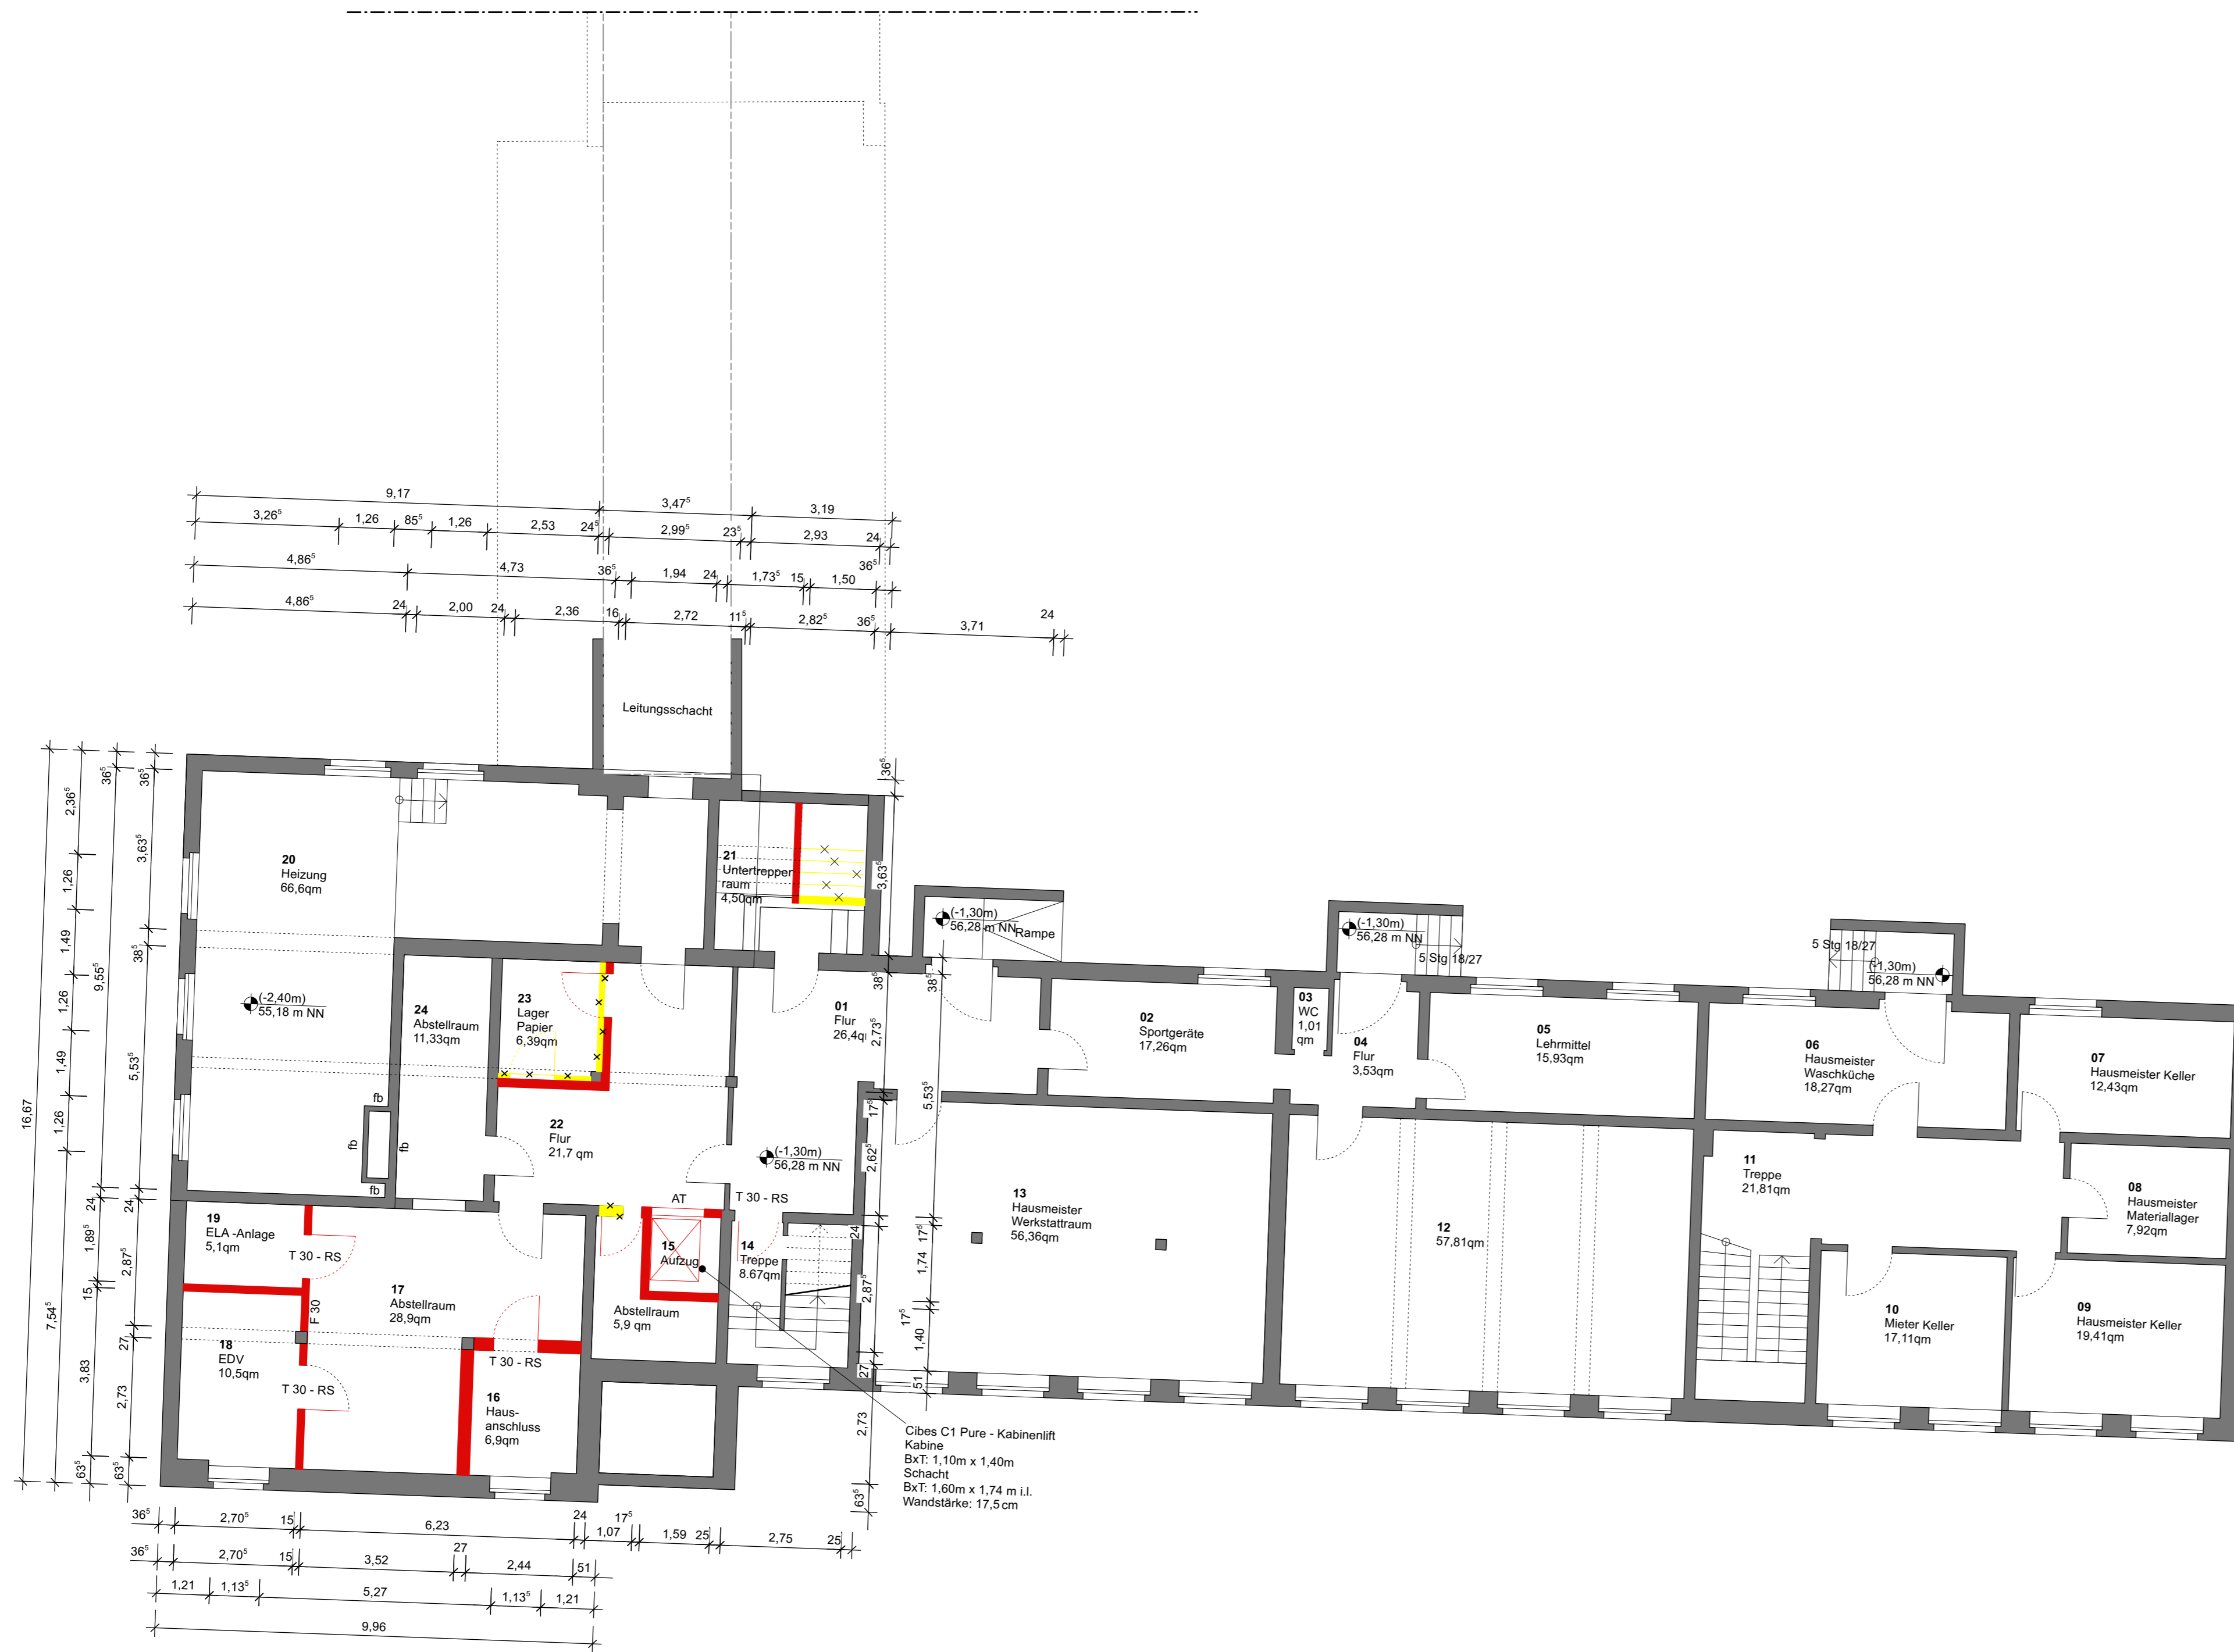 9,17
3,47⁵
3,19
3,26⁵
1,26
85⁵
1,26
2,53
24⁵
2,99⁵
23⁵
2,93
24
4,86⁵
4,73
36⁵
1,94
24
1,73⁵
15
1,50
36⁵
4,86⁵
24
2,00
24
2,36
16
2,72
11⁵
2,82⁵
36⁵
3,71
24
Leitungsschacht
16,67
2,36⁵
1,26
1,49
1,26
1,49
1,26
7,54⁵
36⁵
9,55⁵
24
1,89⁵
15
3,83
63⁵
36⁵
3,63⁵
38⁵
5,53⁵
24
2,87⁵
27
2,73
63⁵
20
Heizung
66,6qm
(-2,40m)
55,18 m NN
21
Untertreppen
raum
4,50qm
36⁵
3,63⁵
38⁵
2,73⁵
17⁵
2,62⁵
24
2,87⁵
27
2,73
63⁵
38⁵
5,53⁵
17⁵
1,74
17⁵
1,40
51
(-1,30m)
56,28 m NN
Rampe
(-1,30m)
56,28 m NN
5 Stg 18/27
5 Stg 18/27
(-1,30m)
56,28 m NN
24
Abstellraum
11,33qm
23
Lager
Papier
6,39qm
01
Flur
26,4q
02
Sportgeräte
17,26qm
03
WC
1,01
qm
04
Flur
3,53qm
05
Lehrmittel
15,93qm
06
Hausmeister
Waschküche
18,27qm
07
Hausmeister Keller
12,43qm
fb
fb
fb
fb
22
Flur
21,7 qm
(-1,30m)
56,28 m NN
AT
T 30 - RS
19
ELA -Anlage
5,1qm
T 30 - RS
F 30
17
Abstellraum
28,9qm
15
Aufzug
14
Treppe
8.67qm
Abstellraum
5,9 qm
13
Hausmeister
Werkstattraum
56,36qm
12
57,81qm
11
Treppe
21,81qm
08
Hausmeister
Materiallager
7,92qm
10
Mieter Keller
17,11qm
09
Hausmeister Keller
19,41qm
18
EDV
10,5qm
T 30 - RS
T 30 - RS
16
Haus-
anschluss
6,9qm
Cibes C1 Pure - Kabinenlift
Kabine
BxT: 1,10m x 1,40m
Schacht
BxT: 1,60m x 1,74 m i.l.
Wandstärke: 17,5 cm
36⁵
2,70⁵
15
6,23
24
1,07
17⁵
1,59
25
2,75
25
36⁵
2,70⁵
15
3,52
27
2,44
51
1,21
1,13⁵
5,27
1,13⁵
1,21
9,96